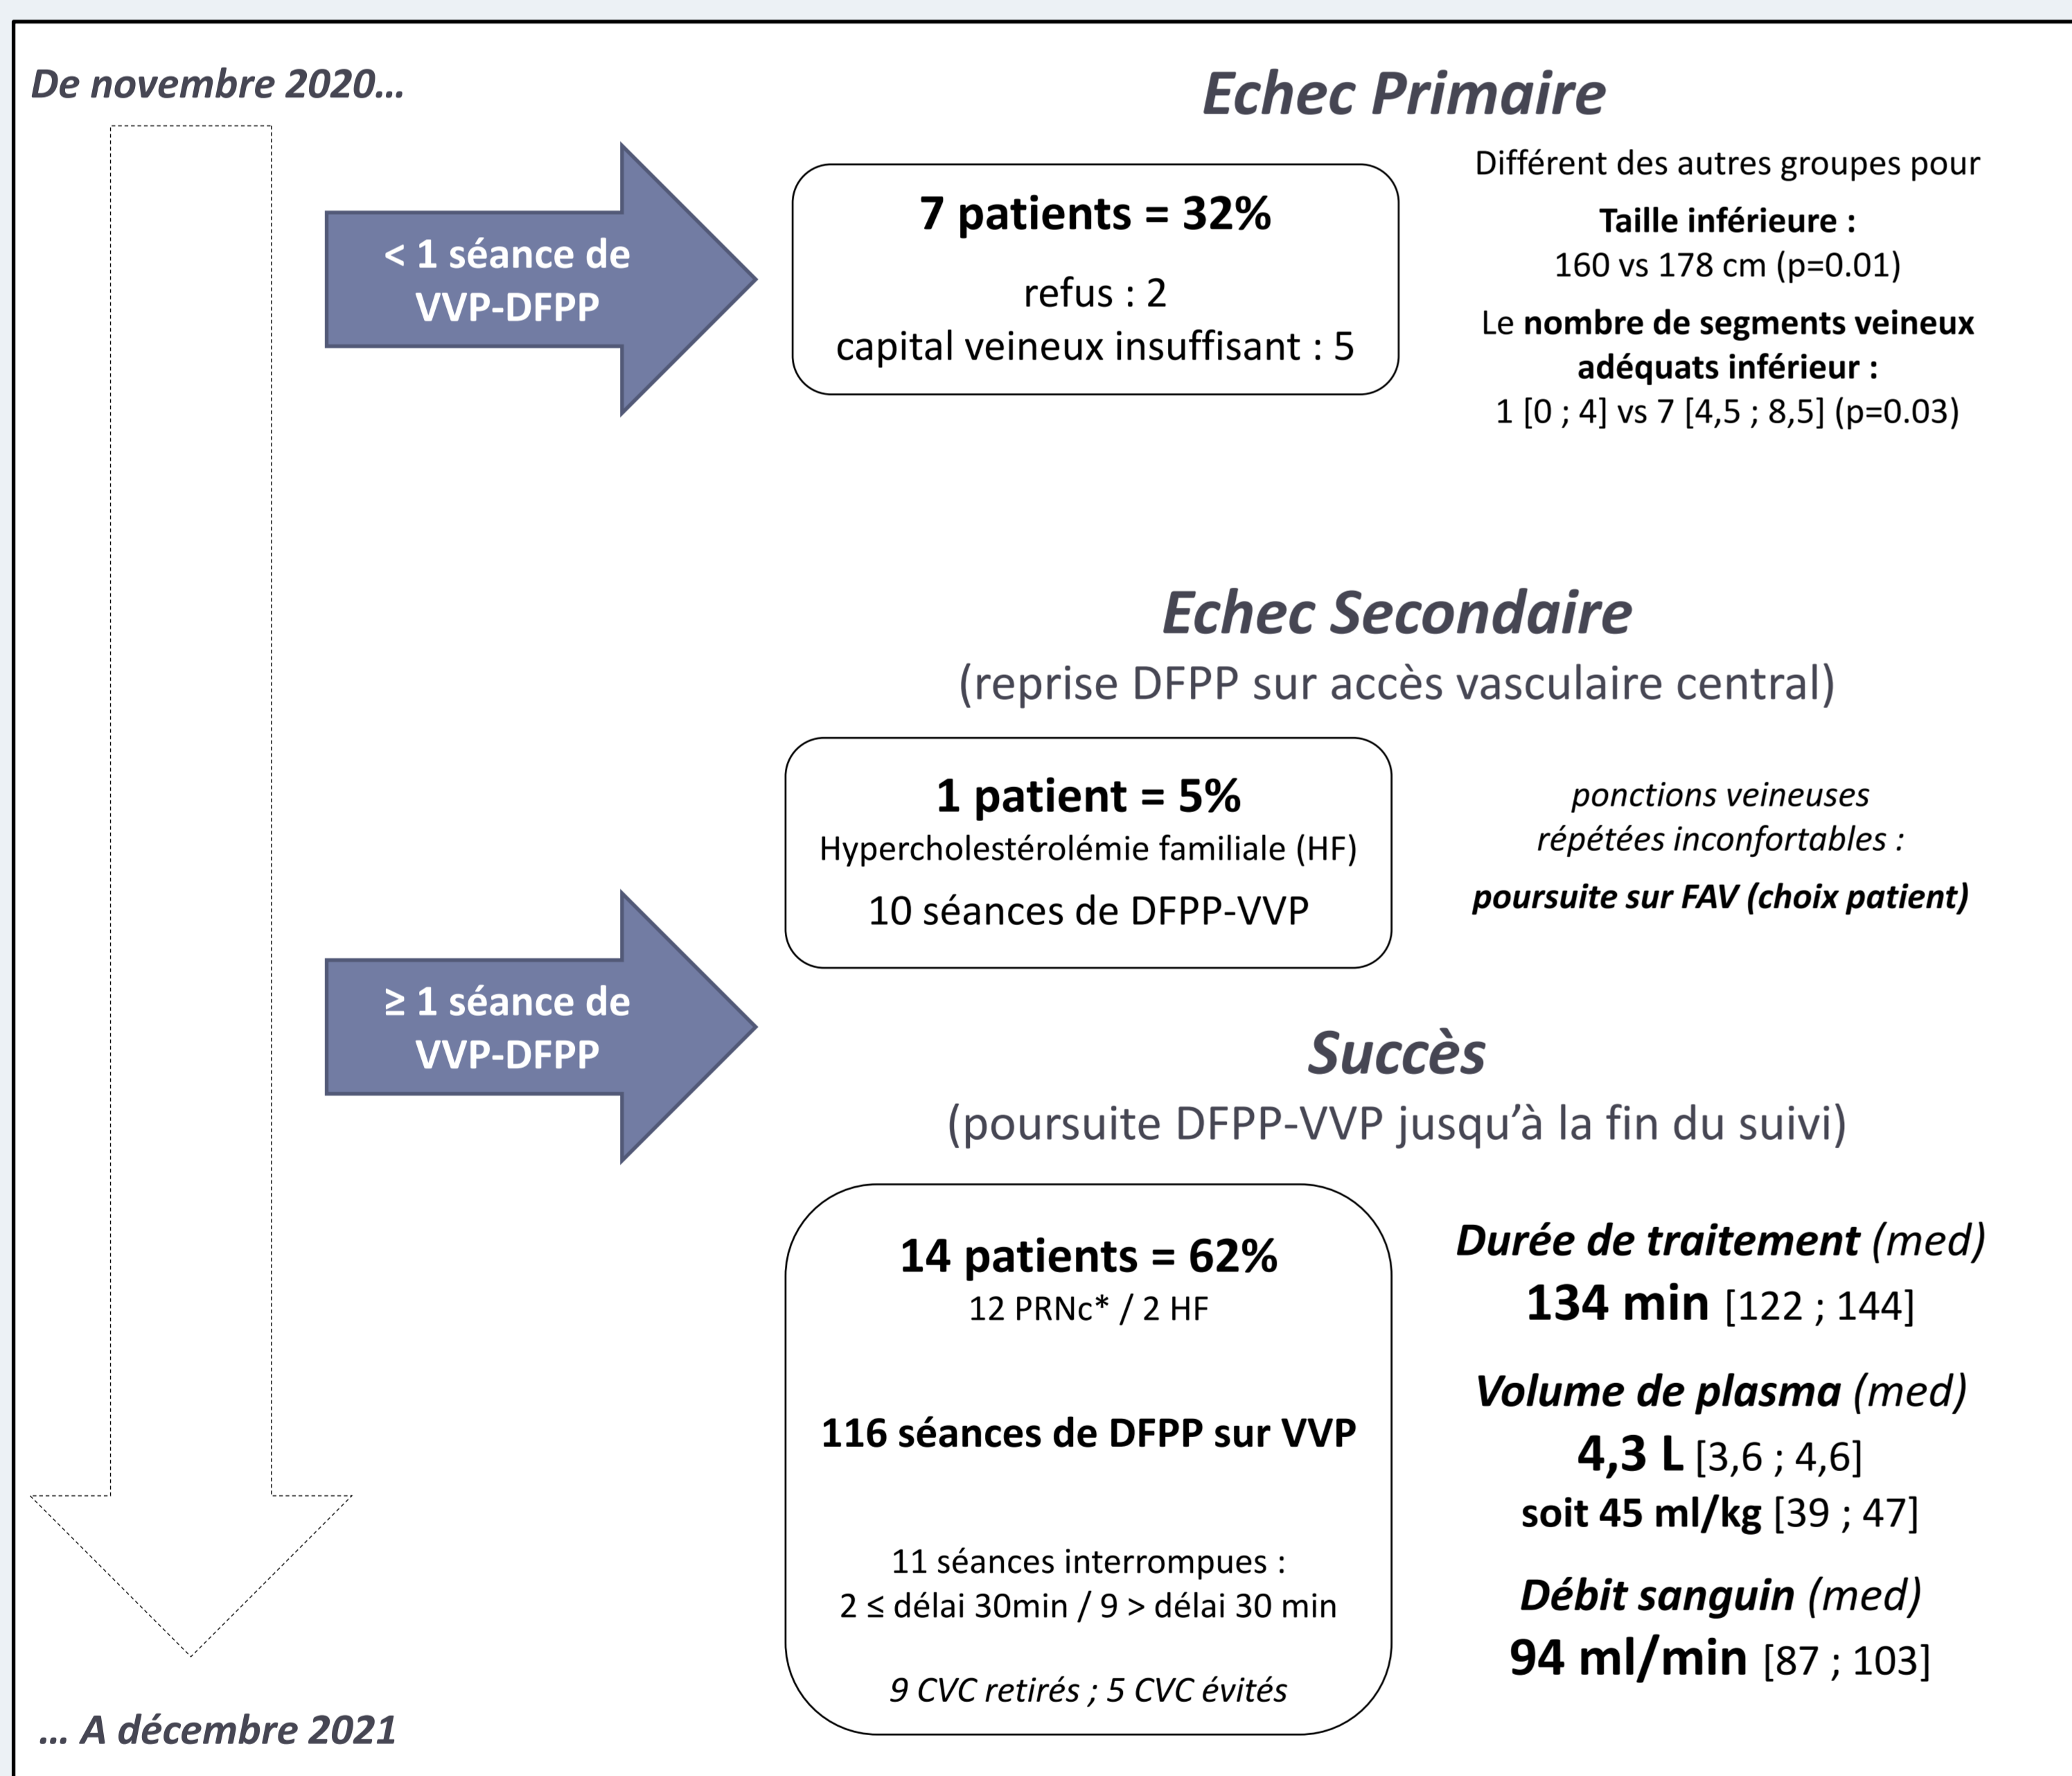 De novembre 2020...
Echec Primaire
< 1 séance de
VVP-DFPP
7 patients = 32%
refus : 2
capital veineux insuffisant : 5
Différent des autres groupes pour
Taille inférieure :
160 vs 178 cm (p=0.01)
Le nombre de segments veineux
adéquats inférieur :
1 [0 ; 4] vs 7 [4,5 ; 8,5] (p=0.03)
Echec Secondaire
(reprise DFPP sur accès vasculaire central)
1 patient = 5%
Hypercholestérolémie familiale (HF)
10 séances de DFPP-VVP
ponctions veineuses
répétées inconfortables :
poursuite sur FAV (choix patient)
≥ 1 séance de
VVP-DFPP
Succès
(poursuite DFPP-VVP jusqu'à la fin du suivi)
14 patients = 62%
12 PRNc* / 2 HF
116 séances de DFPP sur VVP
11 séances interrompues :
2 ≤ délai 30min / 9 > délai 30 min
9 CVC retirés ; 5 CVC évités
Durée de traitement (med)
134 min [122 ; 144]
Volume de plasma (med)
4,3 L [3,6 ; 4,6]
soit 45 ml/kg [39 ; 47]
Débit sanguin (med)
94 ml/min [87 ; 103]
... A décembre 2021